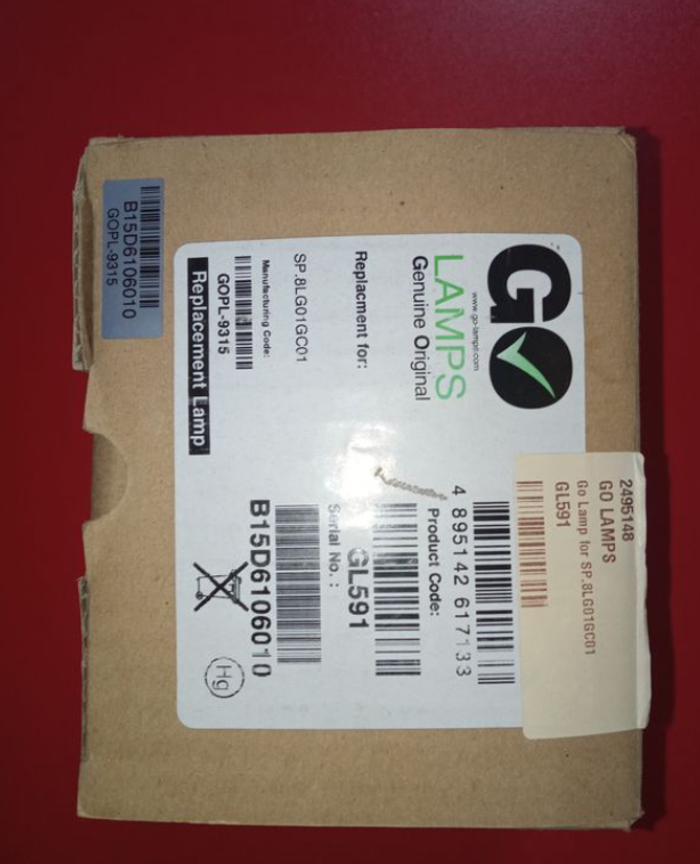 GO
www.go-lamps.com
LAMPS
Genuine Original
Replacment for:
SP.8LG01GC01
Manufacturing Code:
GOPL-9315
Replacement Lamp
4 895142 617133
Product Code:
GL591
Serial No. :
B15D6106010
Hg
2495148
GO LAMPS
Go Lamp for SP.8LG01GC01
GL591
B15D6106010
GOPL-9315